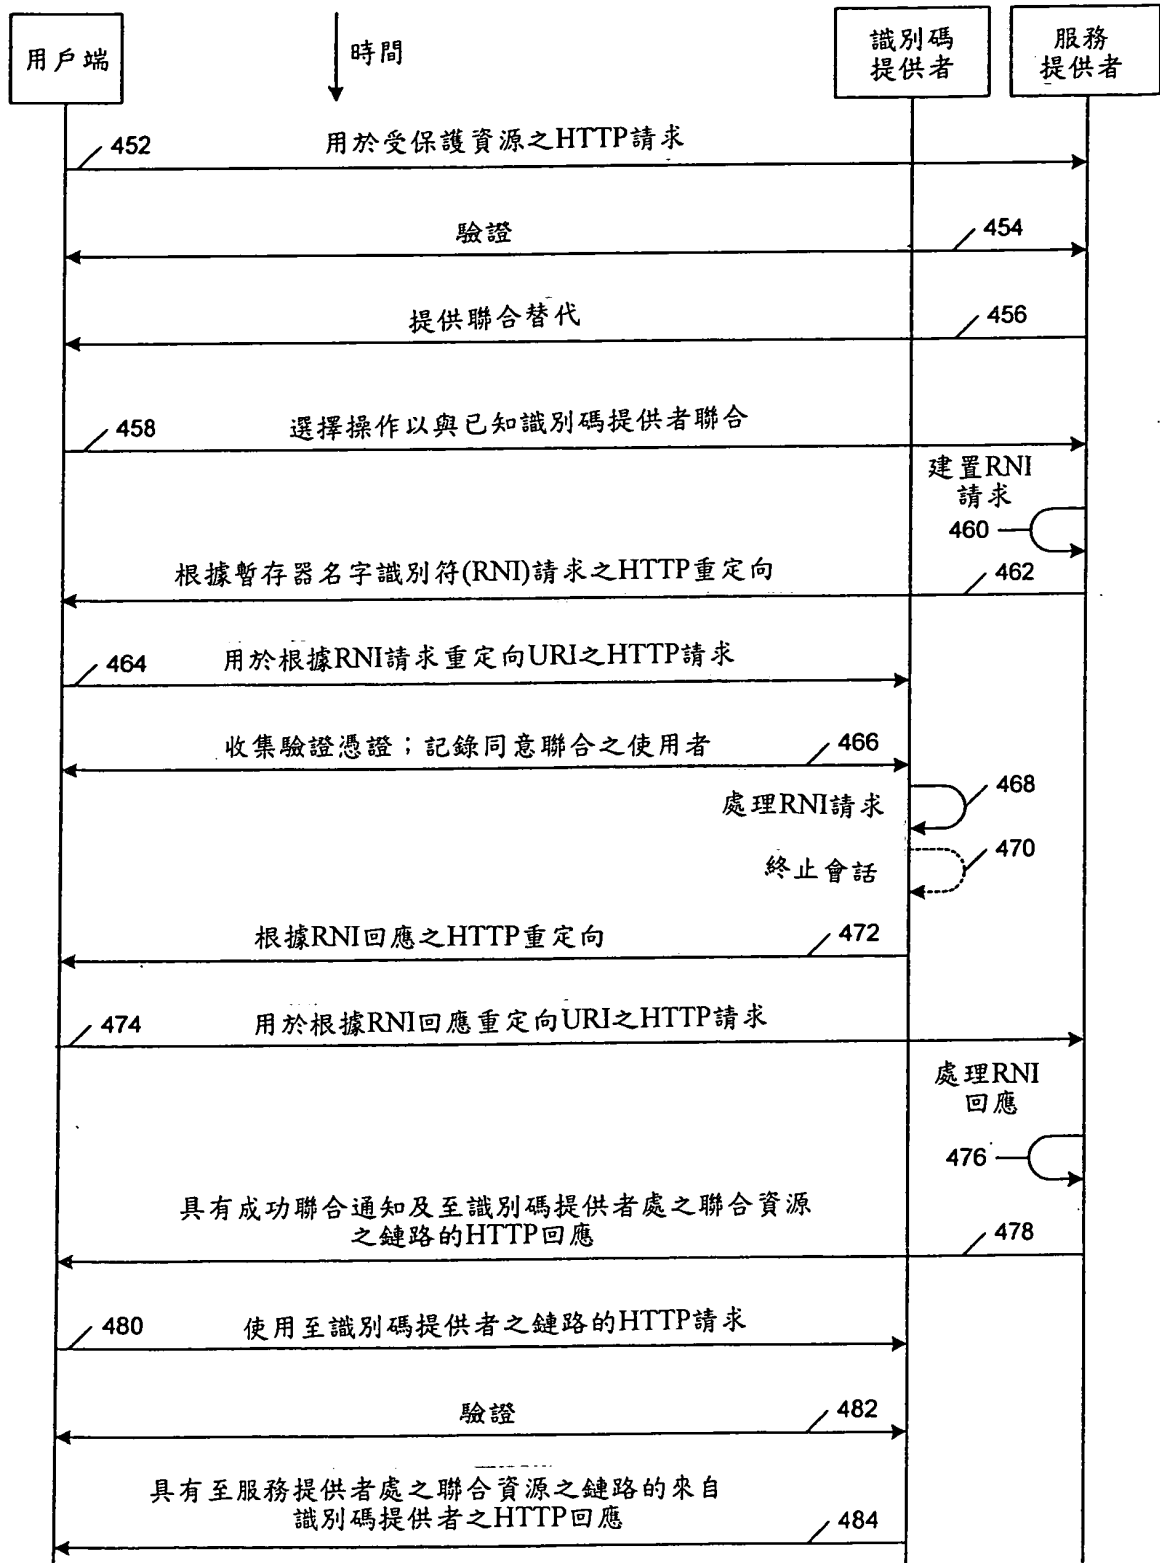 用戶端
時間
識別碼
提供者
服務
提供者
452
用於受保護資源之HTTP請求
驗證
454
提供聯合替代
456
458
選擇操作以與已知識別碼提供者聯合
建置RNI
請求
460
根據暫存器名字識別符(RNI)請求之HTTP重定向
462
464
用於根據RNI請求重定向URI之HTTP請求
收集驗證憑證；記錄同意聯合之使用者
466
處理RNI請求
468
終止會話
470
根據RNI回應之HTTP重定向
472
474
用於根據RNI回應重定向URI之HTTP請求
處理RNI
回應
476
具有成功聯合通知及至識別碼提供者處之聯合資源
之鏈路的HTTP回應
478
480
使用至識別碼提供者之鏈路的HTTP請求
驗證
482
具有至服務提供者處之聯合資源之鏈路的來自
識別碼提供者之HTTP回應
484